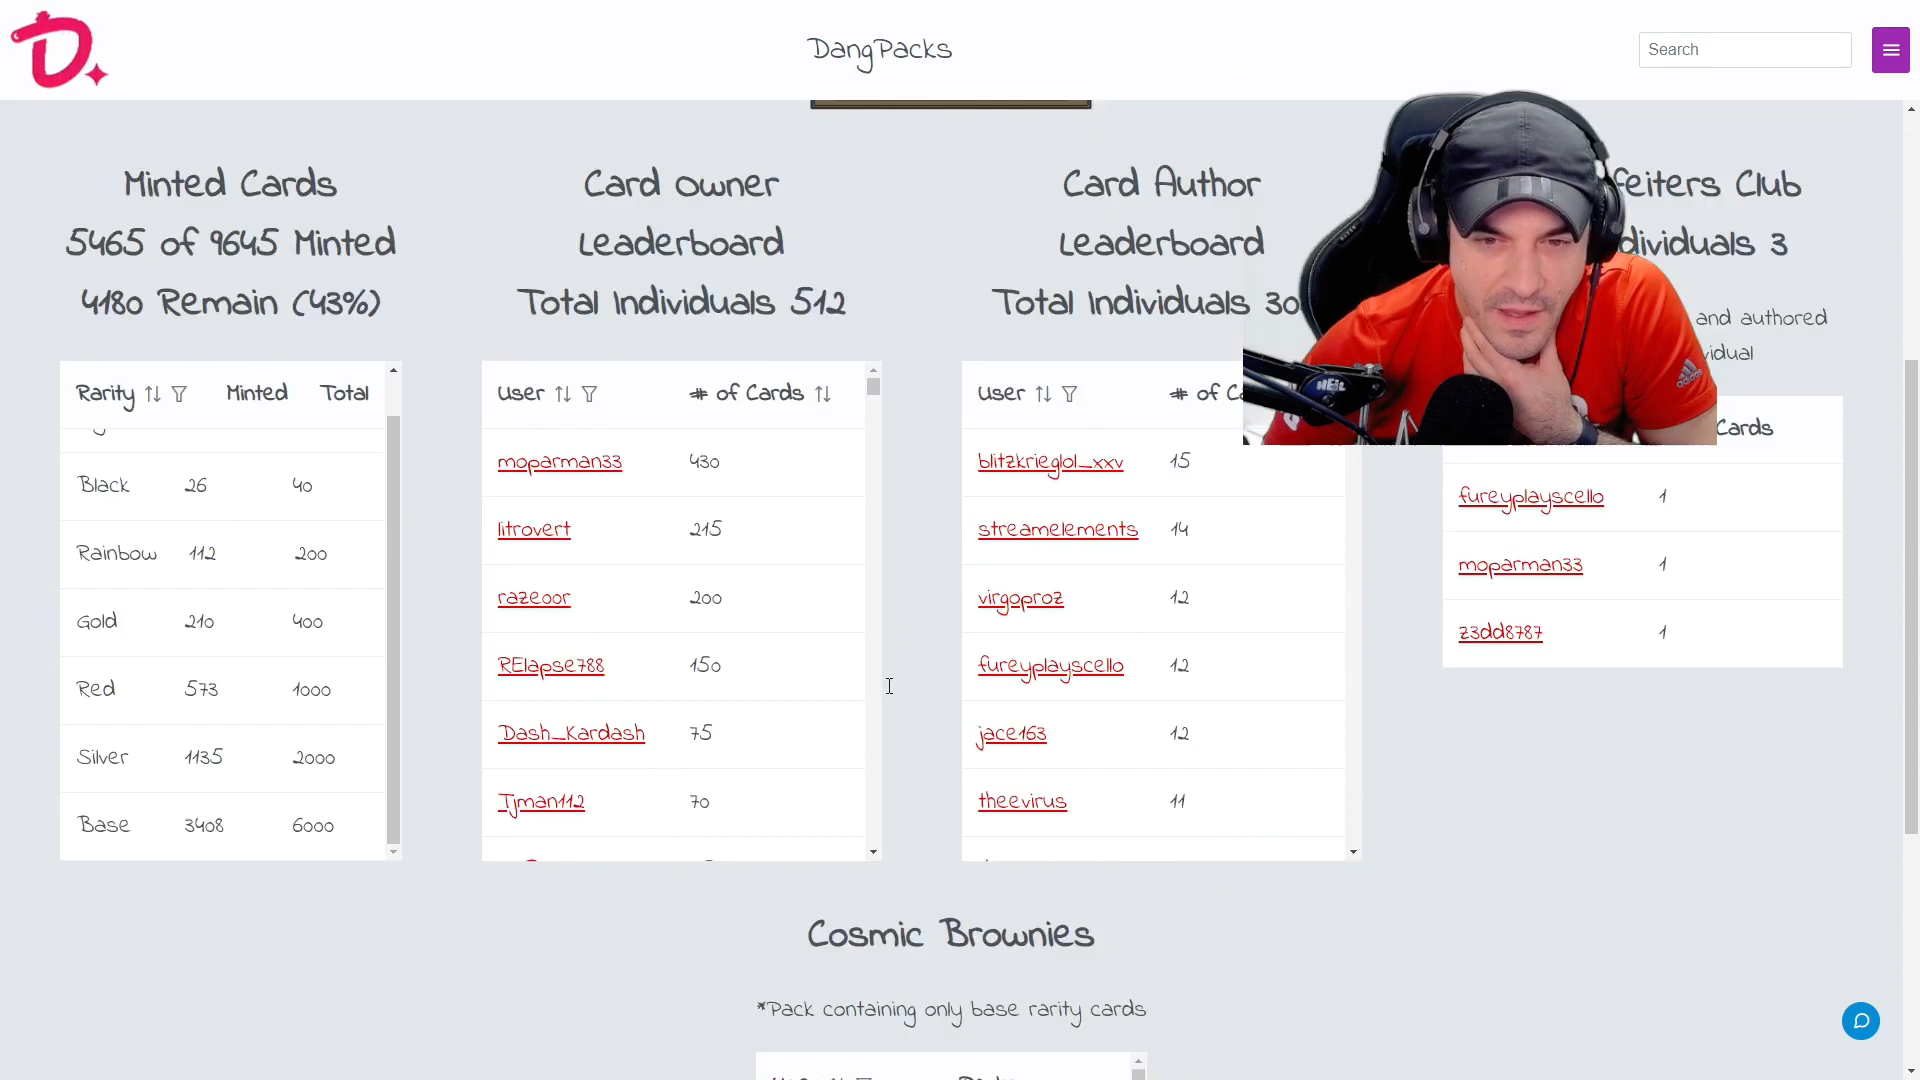 DangPacks
Search
Minted Cards
5465 of 9645 Minted
4180 Remain (43%)
Rarity Minted Total
Black 26 40
Rainbow 112 200
Gold 210 400
Red 573 1000
Silver 1135 2000
Base 3408 6000
Card Owner
Leaderboard
Total Individuals 512
User # of Cards
moparman33 430
litrovert 215
razeoor 200
RElapse788 150
Dash_Kardash 75
Tjman112 70
Card Author
Leaderboard
Total Individuals 30
User # of C
blitzkrieglol_xxv 15
streamelements 14
virgoproz 12
fureyplayscello 12
jace163 12
theevirus 11
feiters Club
dividuals 3
and authored
vidual
Cards
fureyplayscello 1
moparman33 1
z3dd8787 1
Cosmic Brownies
*Pack containing only base rarity cards
HEIL
adidas